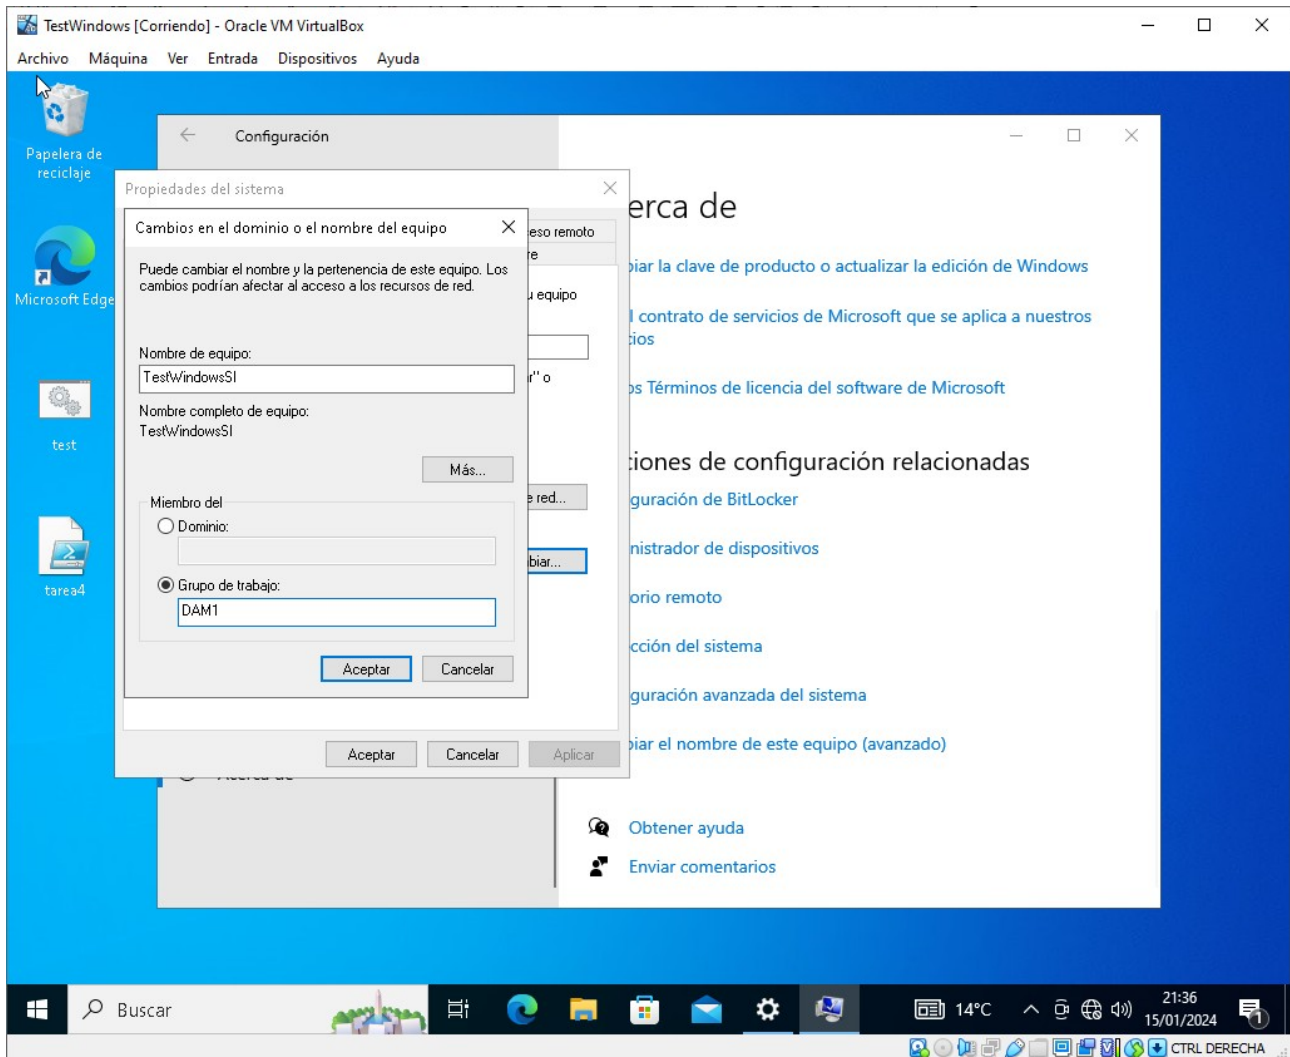 TestWindows [Corriendo] - Oracle VM VirtualBox
Archivo Máquina Ver Entrada Dispositivos Ayuda
Papelera de
reciclaje
Microsoft Edge
test
tarea4
Configuración
Propiedades del sistema
Cambios en el dominio o el nombre del equipo
Puede cambiar el nombre y la pertenencia de este equipo. Los
cambios podrían afectar al acceso a los recursos de red.
Nombre de equipo:
TestWindowsSI
Nombre completo de equipo:
TestWindowsSI
Más...
Miembro del
Dominio:
Grupo de trabajo:
DAM1
Aceptar Cancelar
eso remoto
re
u equipo
r" o
e red...
biar...
Aceptar Cancelar Aplicar
erca de
biar la clave de producto o actualizar la edición de Windows
l contrato de servicios de Microsoft que se aplica a nuestros
cios
os Términos de licencia del software de Microsoft
ciones de configuración relacionadas
guración de BitLocker
nistrador de dispositivos
orio remoto
cción del sistema
guración avanzada del sistema
biar el nombre de este equipo (avanzado)
Obtener ayuda
Enviar comentarios
Buscar
14°C
21:36
15/01/2024
1
CTRL DERECHA